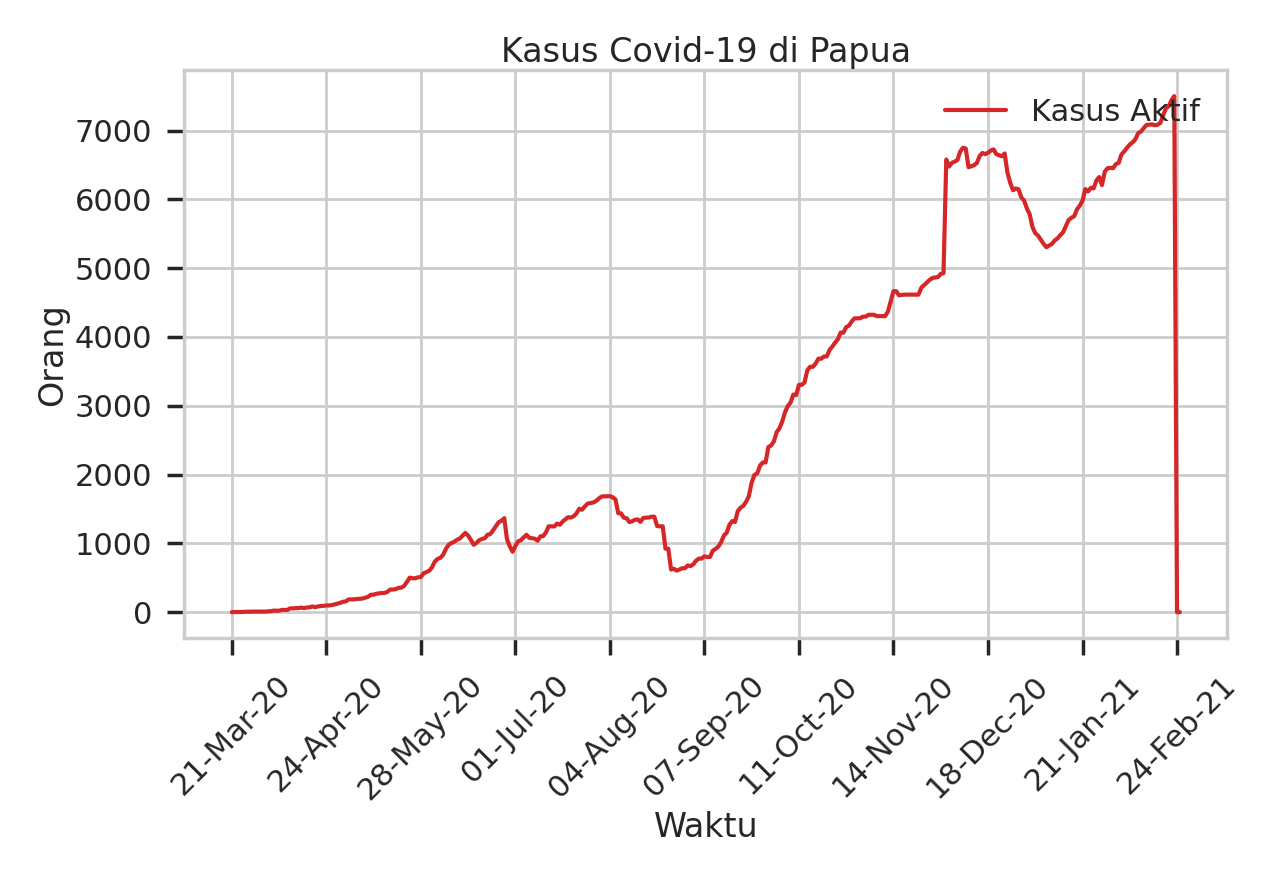 Kasus Covid-19 di Papua
Kasus Aktif
7000
6000
5000
4000
3000
2000
1000
0
Orang
21-Mar-20
24-Apr-20
28-May-20
01-Jul-20
04-Aug-20
07-Sep-20
11-Oct-20
14-Nov-20
18-Dec-20
21-Jan-21
24-Feb-21
Waktu